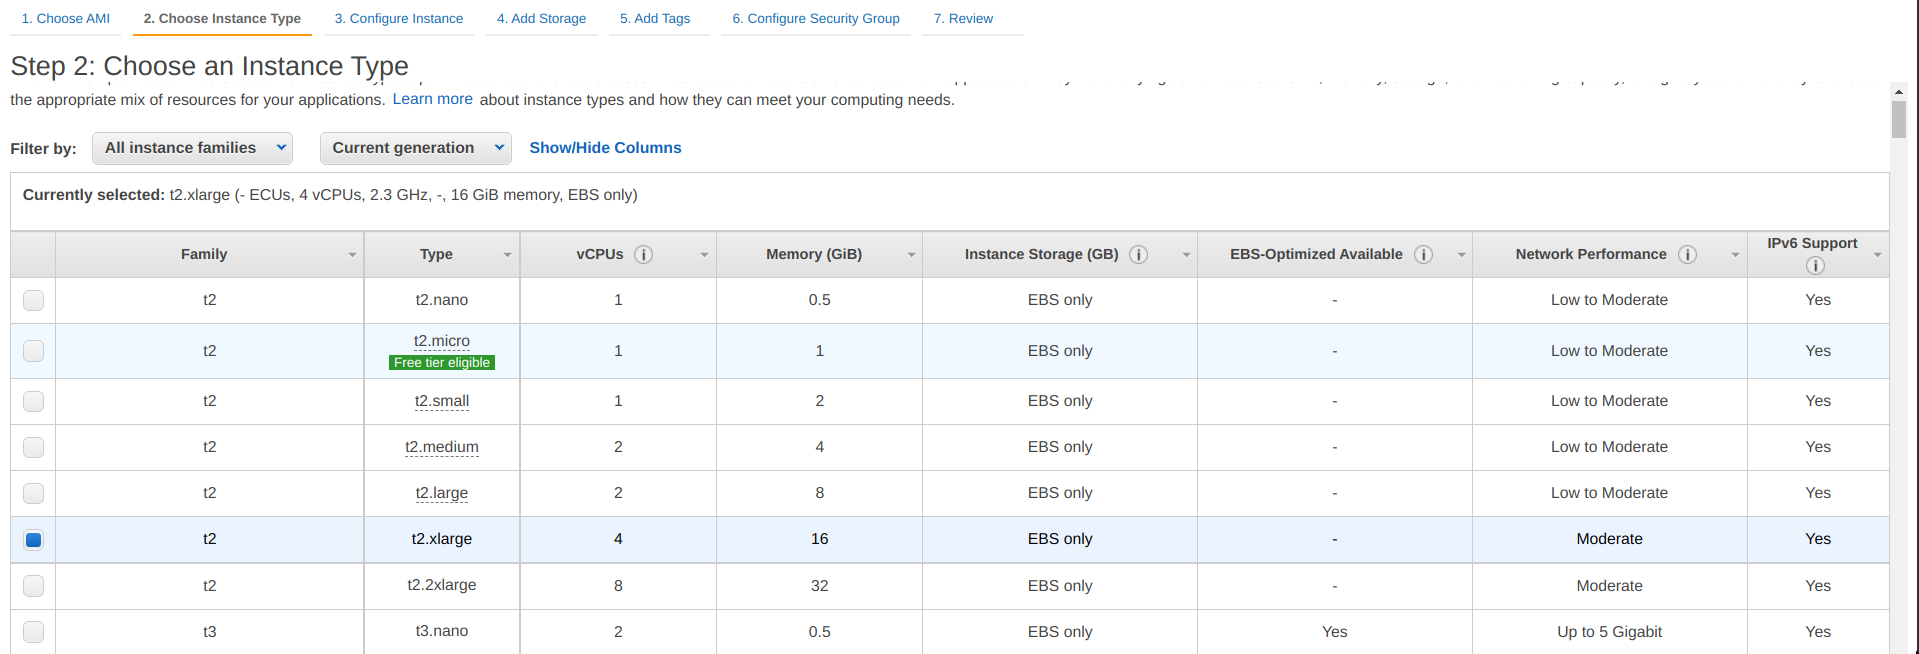 1. Choose AMI 2. Choose Instance Type 3. Configure Instance 4. Add Storage 5. Add Tags 6. Configure Security Group 7. Review
Step 2: Choose an Instance Type
the appropriate mix of resources for your applications. Learn more about instance types and how they can meet your computing needs.
Filter by: All instance families Current generation Show/Hide Columns
Currently selected: t2.xlarge (- ECUs, 4 vCPUs, 2.3 GHz, -, 16 GiB memory, EBS only)
Family Type vCPUs i Memory (GiB) Instance Storage (GB) i EBS-Optimized Available i Network Performance i IPv6 Support i
t2 t2.nano 1 0.5 EBS only - Low to Moderate Yes
t2 t2.micro 1 1 EBS only - Low to Moderate Yes
Free tier eligible
t2 t2.small 1 2 EBS only - Low to Moderate Yes
t2 t2.medium 2 4 EBS only - Low to Moderate Yes
t2 t2.large 2 8 EBS only - Low to Moderate Yes
t2 t2.xlarge 4 16 EBS only - Moderate Yes
t2 t2.2xlarge 8 32 EBS only - Moderate Yes
t3 t3.nano 2 0.5 EBS only Yes Up to 5 Gigabit Yes